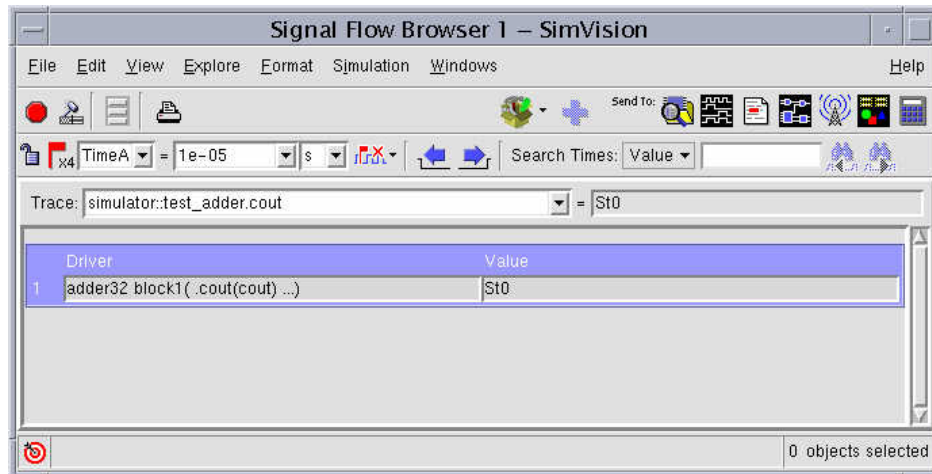 Signal Flow Browser 1 – SimVision
File Edit View Explore Format Simulation Windows Help
Send To:
x4 TimeA = 1e-05 s Search Times: Value
Trace: simulator::test_adder.cout = St0
Driver Value
1 adder32 block1( .cout(cout) ...) St0
0 objects selected